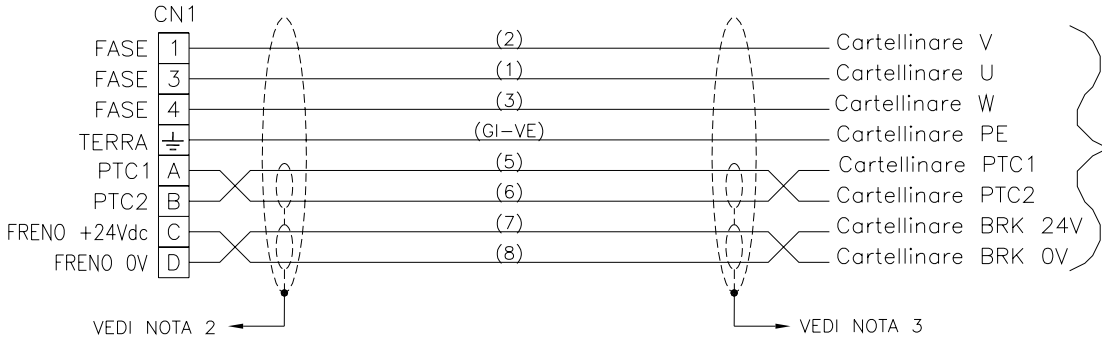 CN1
FASE 1 (2) Cartellinare V
FASE 3 (1) Cartellinare U
FASE 4 (3) Cartellinare W
TERRA (GI-VE) Cartellinare PE
PTC1 A (5) Cartellinare PTC1
PTC2 B (6) Cartellinare PTC2
FRENO +24Vdc C (7) Cartellinare BRK 24V
FRENO 0V D (8) Cartellinare BRK 0V
VEDI NOTA 2 VEDI NOTA 3